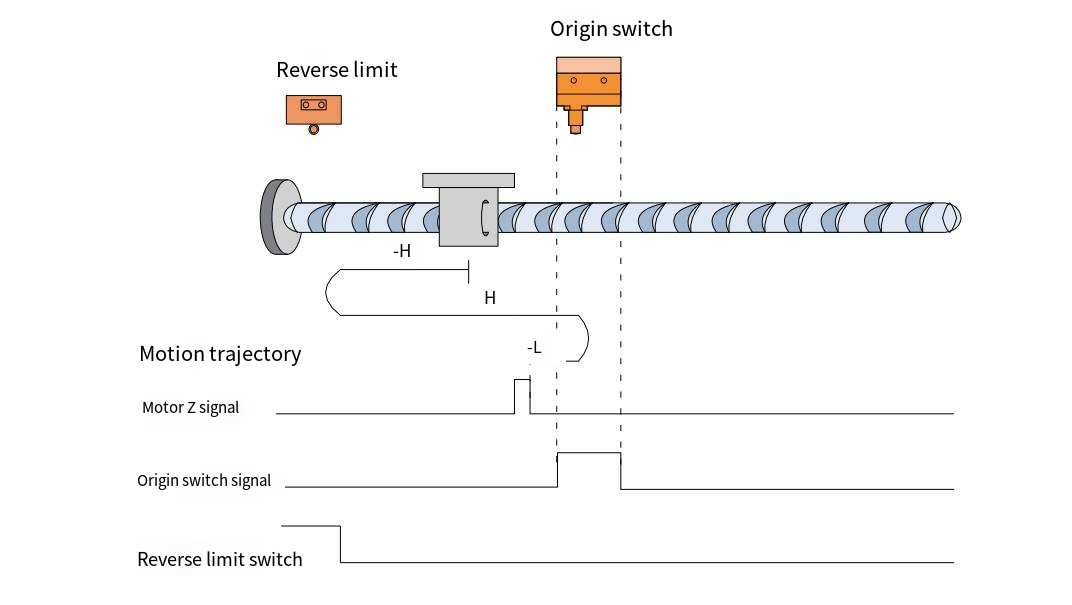 Origin switch
Reverse limit
-H
H
-L
Motion trajectory
Motor Z signal
Origin switch signal
Reverse limit switch